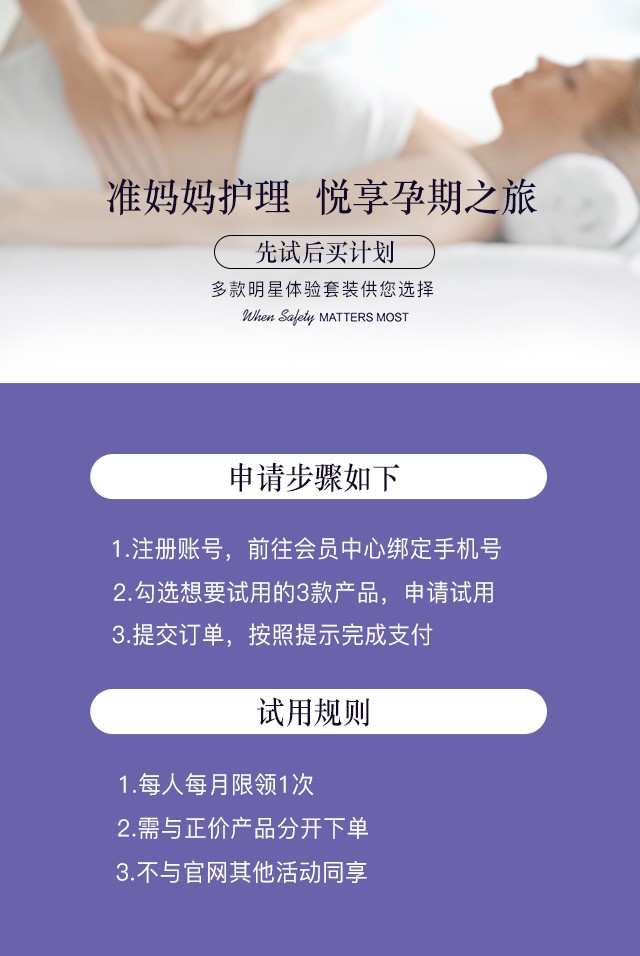 准妈妈护理 悦享孕期之旅
先试后买计划
多款明星体验套装供您选择
When Safety MATTERS MOST
申请步骤如下
1.注册账号，前往会员中心绑定手机号
2.勾选想要试用的3款产品，申请试用
3.提交订单，按照提示完成支付
试用规则
1.每人每月限领1次
2.需与正价产品分开下单
3.不与官网其他活动同享